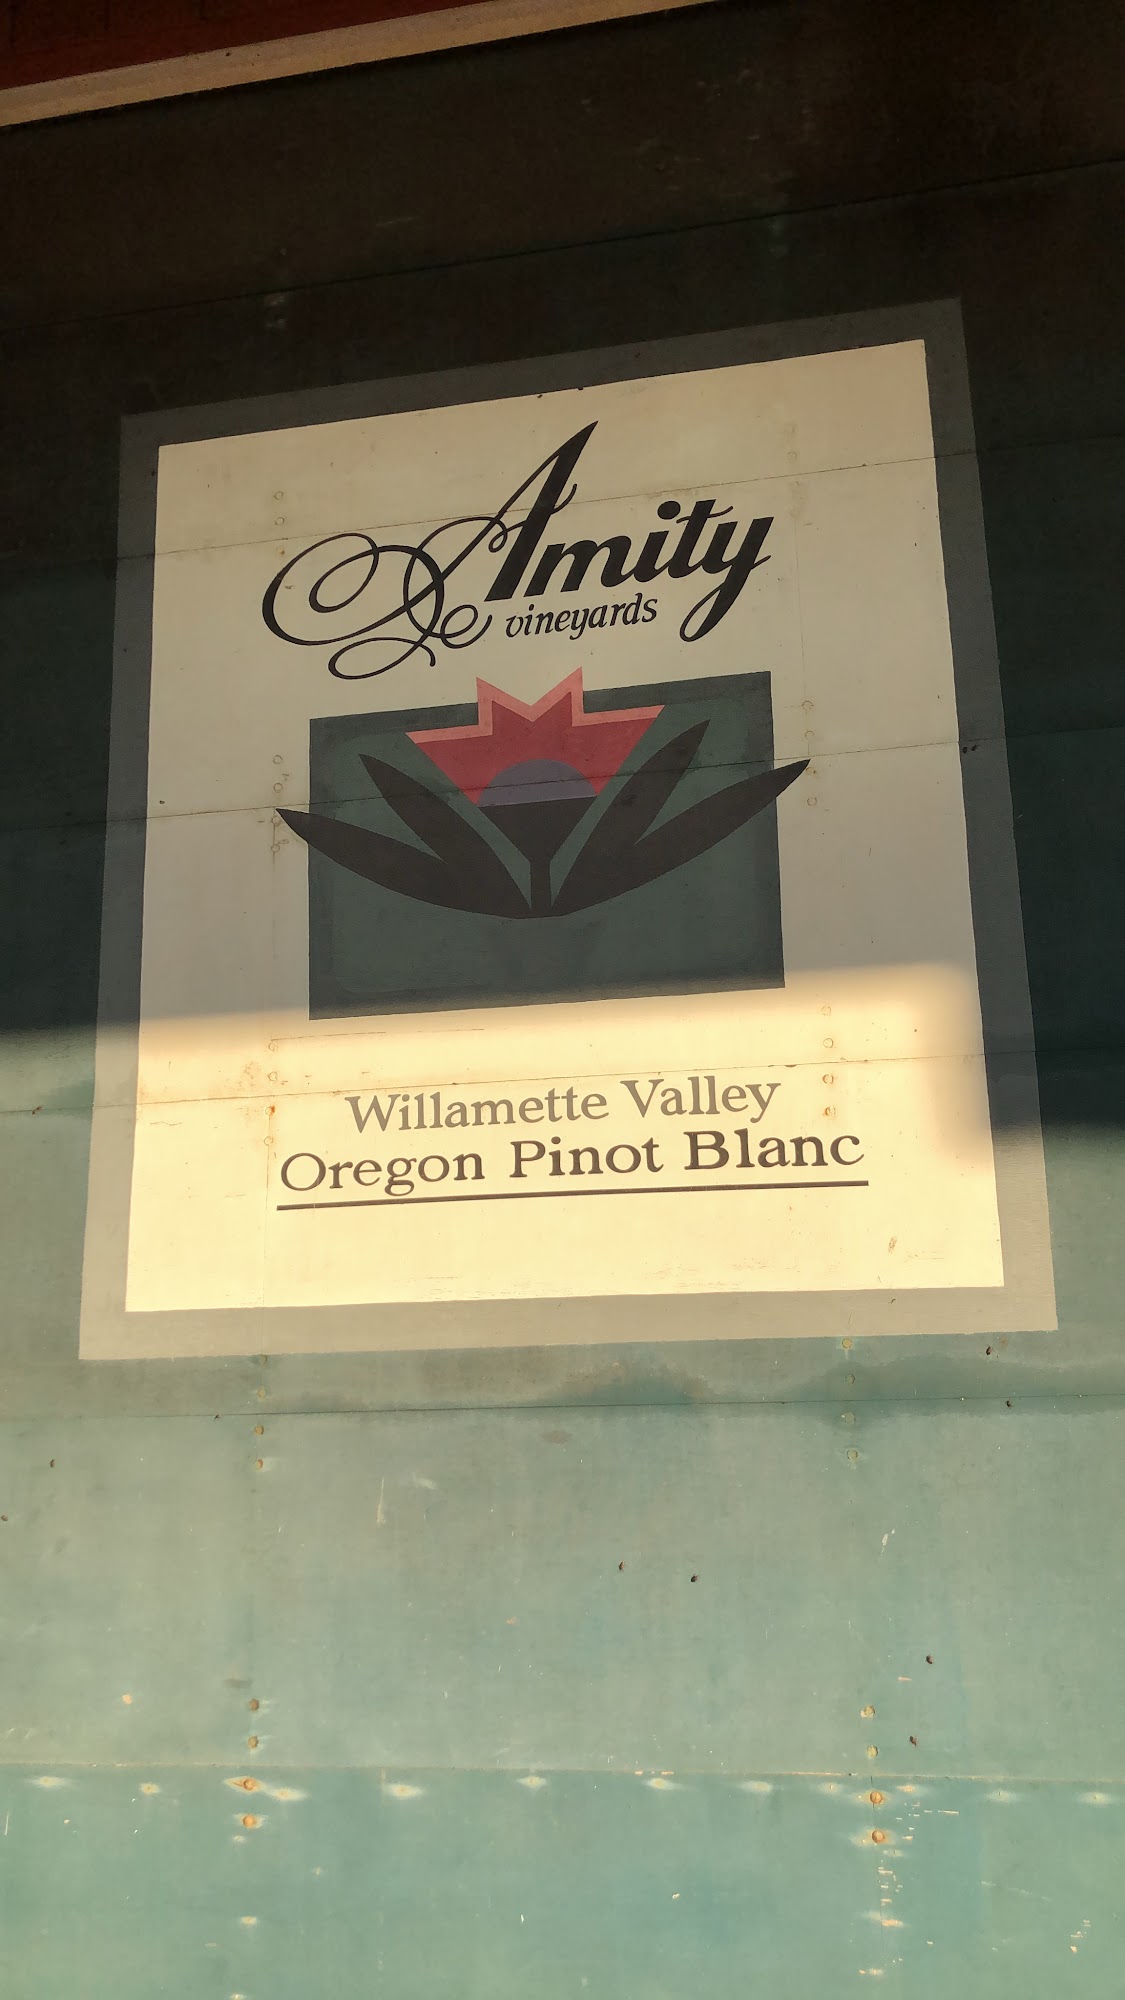 Amity
vineyards
Willamette Valley
Oregon Pinot Blanc